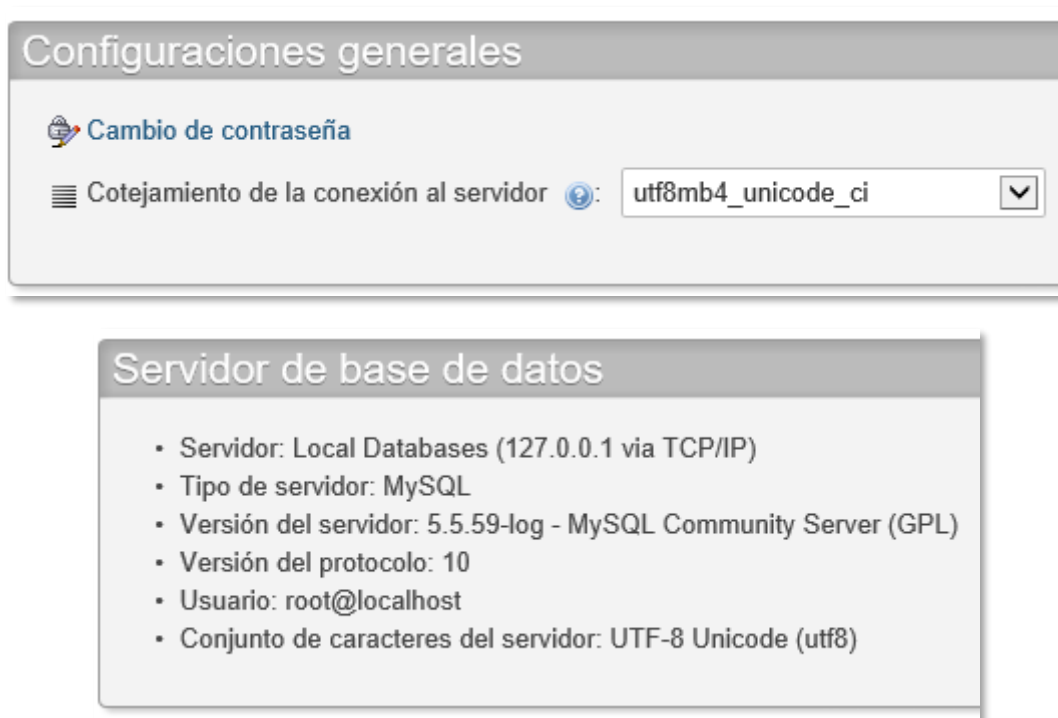 Configuraciones generales
Cambio de contraseña
Cotejamiento de la conexión al servidor ?: utf8mb4_unicode_ci
Servidor de base de datos
• Servidor: Local Databases (127.0.0.1 via TCP/IP)
• Tipo de servidor: MySQL
• Versión del servidor: 5.5.59-log - MySQL Community Server (GPL)
• Versión del protocolo: 10
• Usuario: root@localhost
• Conjunto de caracteres del servidor: UTF-8 Unicode (utf8)